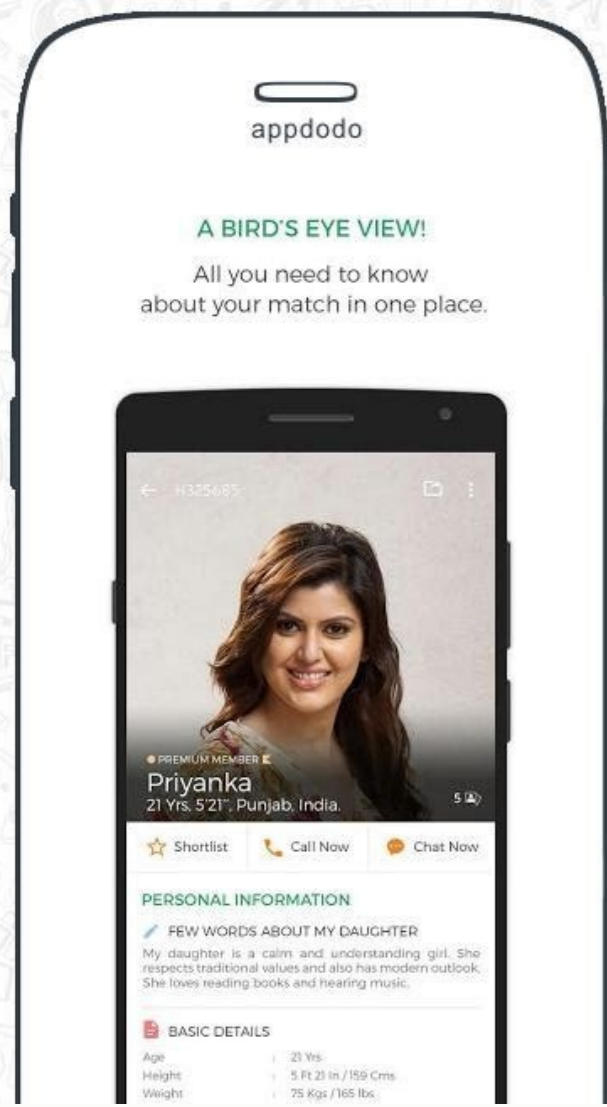 appdodo
A BIRD'S EYE VIEW!
All you need to know
about your match in one place.
H325685
PREMIUM MEMBER
Priyanka
21 Yrs, 5'21", Punjab, India.
5
Shortlist
Call Now
Chat Now
PERSONAL INFORMATION
FEW WORDS ABOUT MY DAUGHTER
My daughter is a calm and understanding girl. She
respects traditional values and also has modern outlook,
She loves reading books and hearing music.
BASIC DETAILS
Age : 21 Yrs
Height : 5 Ft 21 In / 159 Cms
Weight : 75 Kgs / 165 lbs